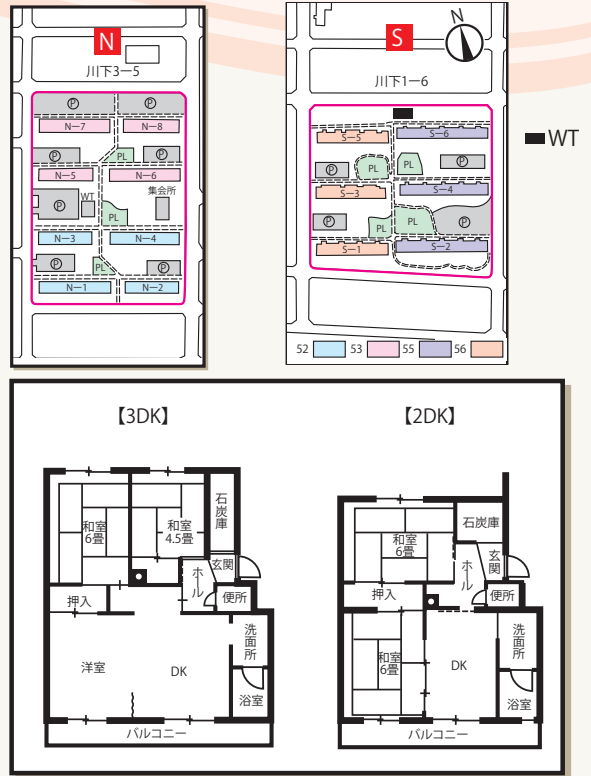 N
川下3ー5
Ⓟ Ⓟ
N－7 N－8
Ⓟ PL Ⓟ
N－5 N－6
WT 集会所
Ⓟ PL
N－3 N－4
Ⓟ PL Ⓟ
N－1 N－2
S
N
川下1ー6
WT
S－5 S－6
Ⓟ PL PL Ⓟ
S－3 S－4
Ⓟ PL PL Ⓟ
S－1 S－2
52 53 55 56
【3DK】
和室
6畳
和室
4.5畳
石炭庫
玄関
ホール
便所
押入
洋室
DK
洗面所
浴室
バルコニー
【2DK】
和室
6畳
石炭庫
玄関
ホール
便所
押入
和室
6畳
DK
洗面所
浴室
バルコニー